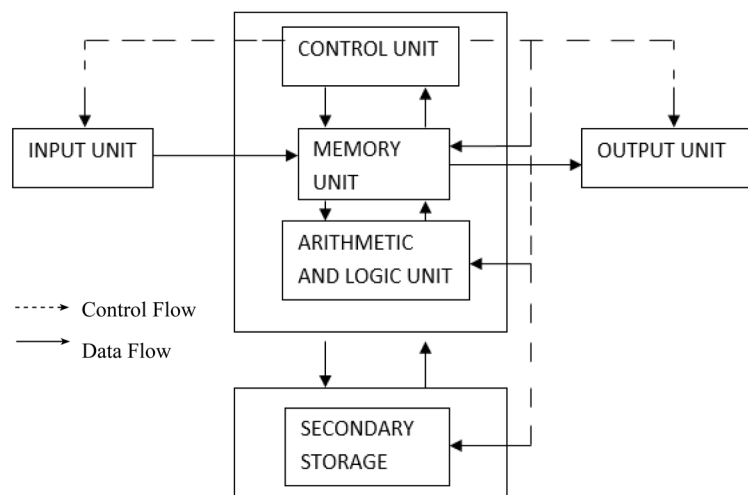 CONTROL UNIT
INPUT UNIT
MEMORY
UNIT
OUTPUT UNIT
ARITHMETIC
AND LOGIC UNIT
Control Flow
Data Flow
SECONDARY
STORAGE